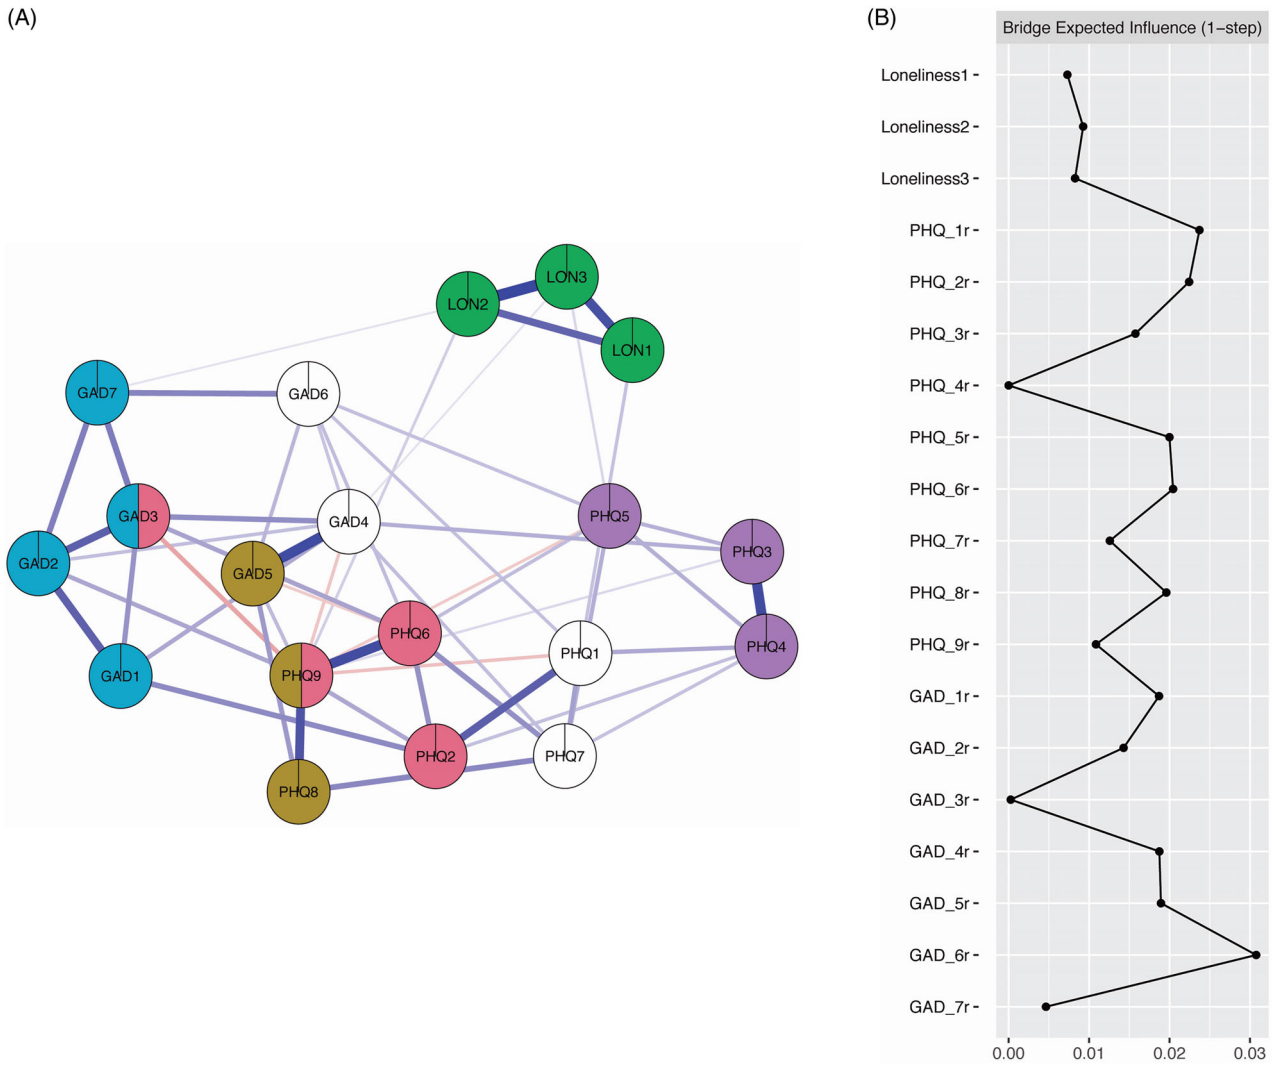 (A)
LON3
LON2
LON1
GAD7
GAD6
GAD3
GAD4
PHQ5
PHQ3
GAD2
GAD5
PHQ6
PHQ4
PHQ1
GAD1
PHQ9
PHQ2
PHQ7
PHQ8
(B)
Bridge Expected Influence (1−step)
Loneliness1
Loneliness2
Loneliness3
PHQ_1r
PHQ_2r
PHQ_3r
PHQ_4r
PHQ_5r
PHQ_6r
PHQ_7r
PHQ_8r
PHQ_9r
GAD_1r
GAD_2r
GAD_3r
GAD_4r
GAD_5r
GAD_6r
GAD_7r
0.00 0.01 0.02 0.03